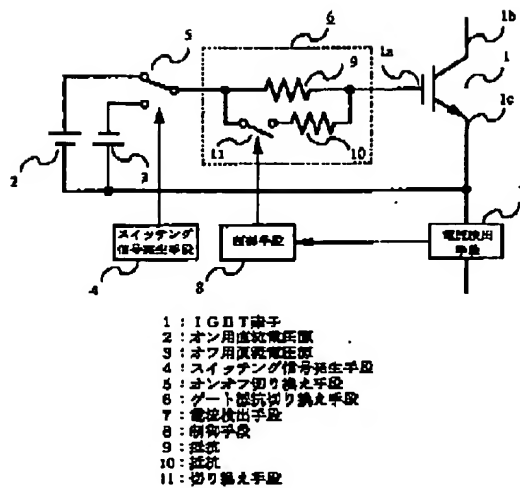 6
1b
5
9
1a
1
1c
11
10
2
3
スイッチング
信号発生手段
制御手段
電流検出
手段
4
8
1：ＩＧＢＴ素子
2：オン用直流電圧源
3：オフ用直流電圧源
4：スイッチング信号発生手段
5：オンオフ切り換え手段
6：ゲート抵抗切り換え手段
7：電流検出手段
8：制御手段
9：抵抗
10：抵抗
11：切り換え手段